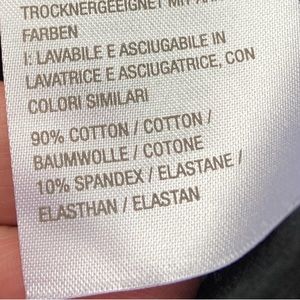 TROCKNERGEEIGNET MIT
FARBEN
I: LAVABILE E ASCIUGABILE IN
LAVATRICE E ASCIUGATRICE, CON
COLORI SIMILARI
90% COTTON / COTTON /
BAUMWOLLE / COTONE
10% SPANDEX / ELASTANE /
ELASTHAN / ELASTAN